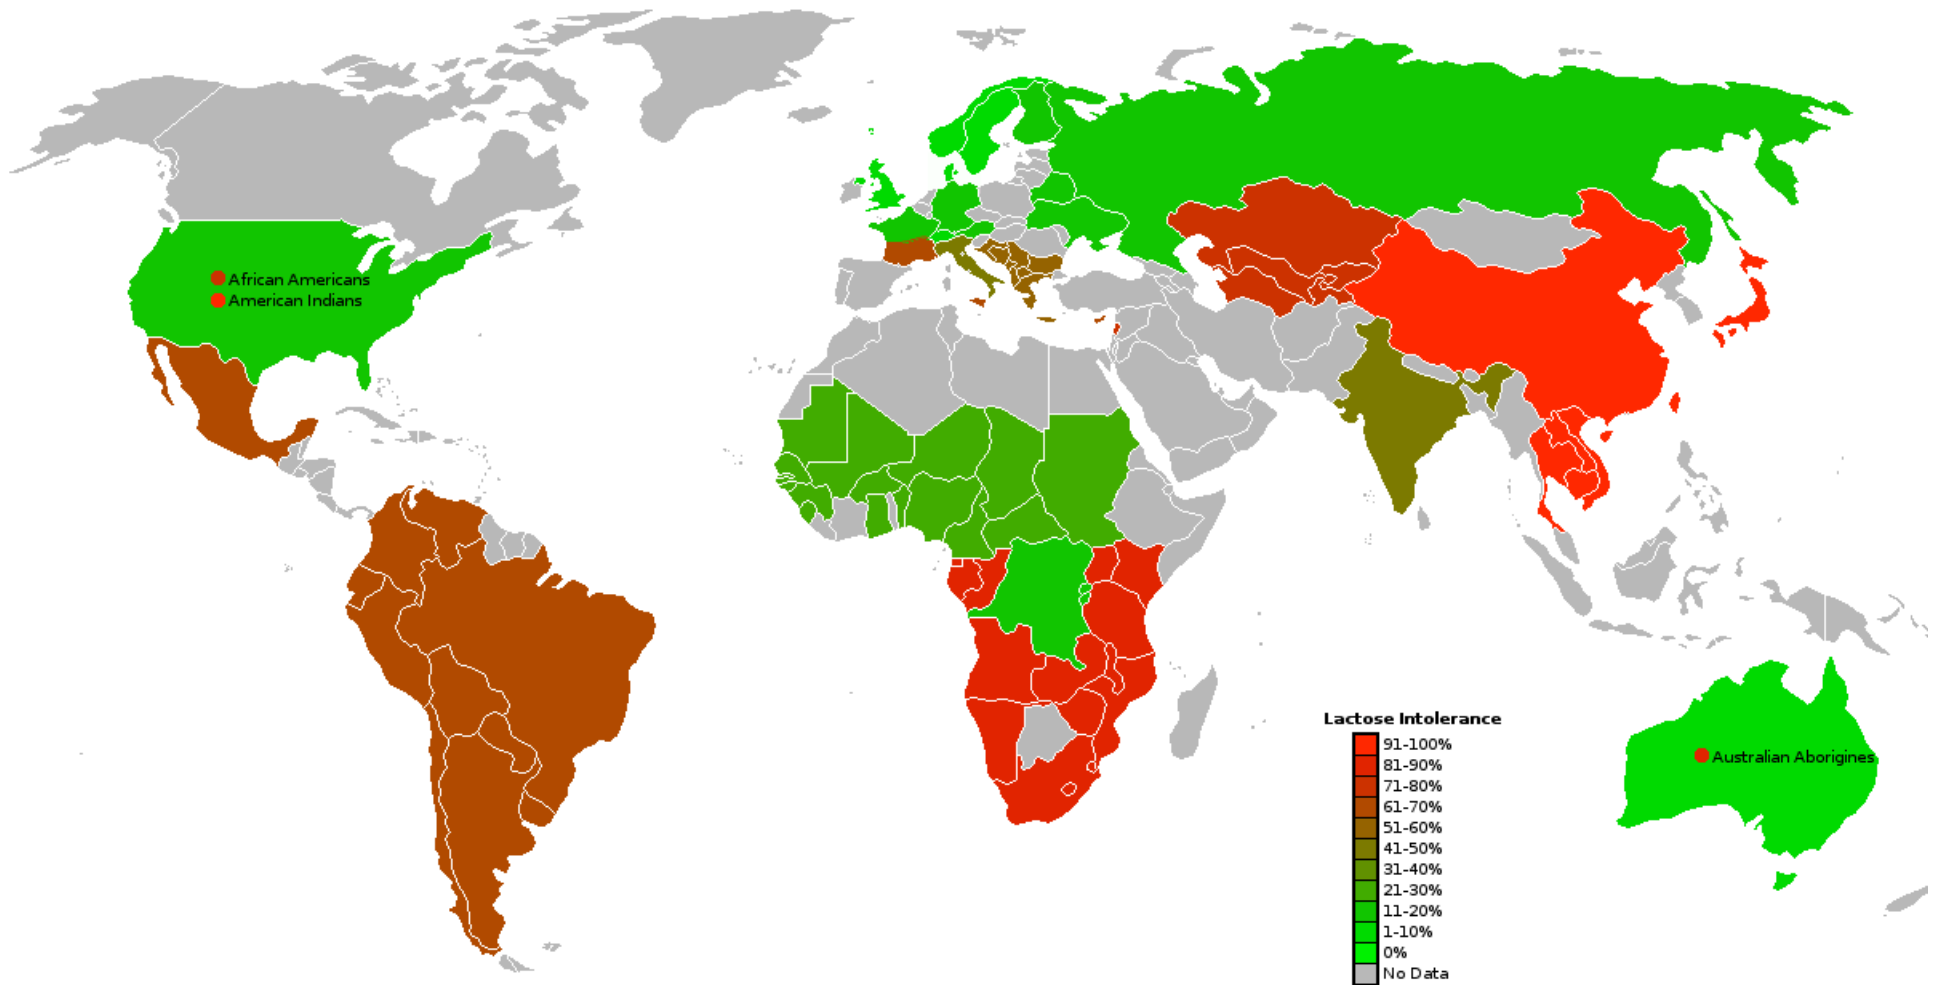 African Americans
American Indians
Lactose Intolerance
91-100%
81-90%
71-80%
61-70%
51-60%
41-50%
31-40%
21-30%
11-20%
1-10%
0%
No Data
Australian Aborigines